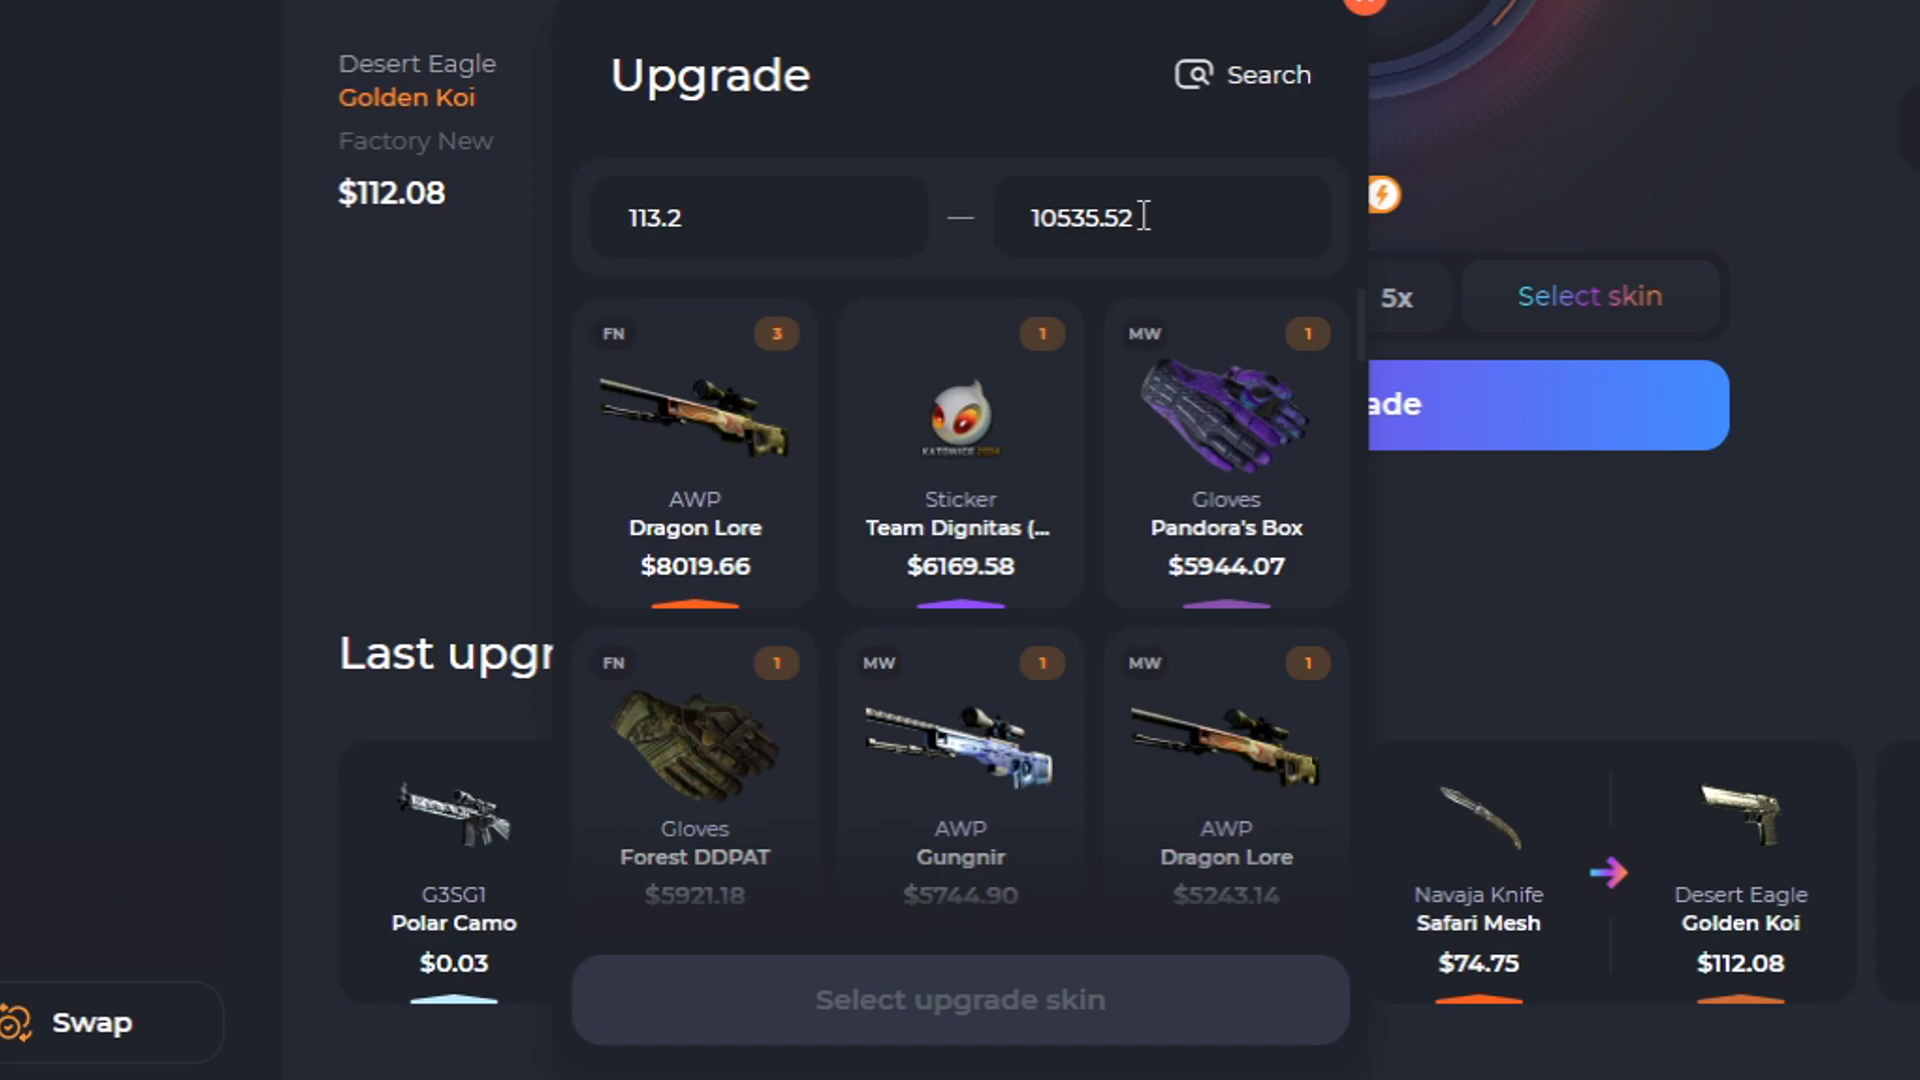 Desert Eagle
Golden Koi
Factory New
$112.08
Upgrade
Search
113.2 — 10535.52
5x
Select skin
ade
FN 3
AWP
Dragon Lore
$8019.66
1
KATOWICE 2014
Sticker
Team Dignitas (...
$6169.58
MW 1
Gloves
Pandora's Box
$5944.07
FN 1
Gloves
Forest DDPAT
$5921.18
MW 1
AWP
Gungnir
$5744.90
MW 1
AWP
Dragon Lore
$5243.14
Select upgrade skin
Last upgr
G3SG1
Polar Camo
$0.03
Navaja Knife
Safari Mesh
$74.75
Desert Eagle
Golden Koi
$112.08
Swap